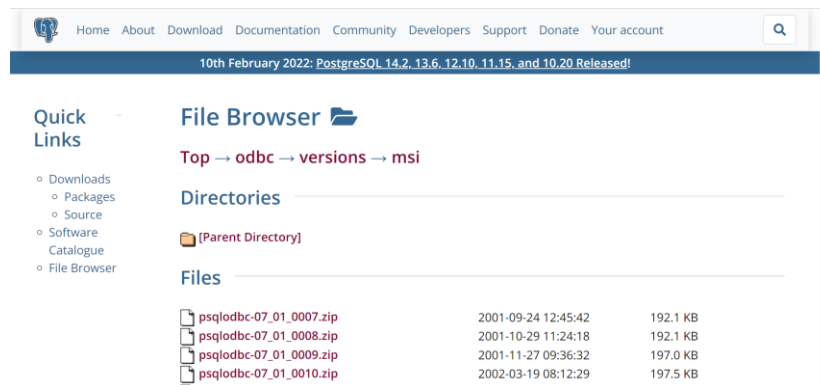 Home About Download Documentation Community Developers Support Donate Your account
10th February 2022: PostgreSQL 14.2, 13.6, 12.10, 11.15, and 10.20 Released!
Quick
Links
Downloads
Packages
Source
Software
Catalogue
File Browser
File Browser
Top → odbc → versions → msi
Directories
[Parent Directory]
Files
psqlodbc-07_01_0007.zip 2001-09-24 12:45:42 192.1 KB
psqlodbc-07_01_0008.zip 2001-10-29 11:24:18 192.1 KB
psqlodbc-07_01_0009.zip 2001-11-27 09:36:32 197.0 KB
psqlodbc-07_01_0010.zip 2002-03-19 08:12:29 197.5 KB